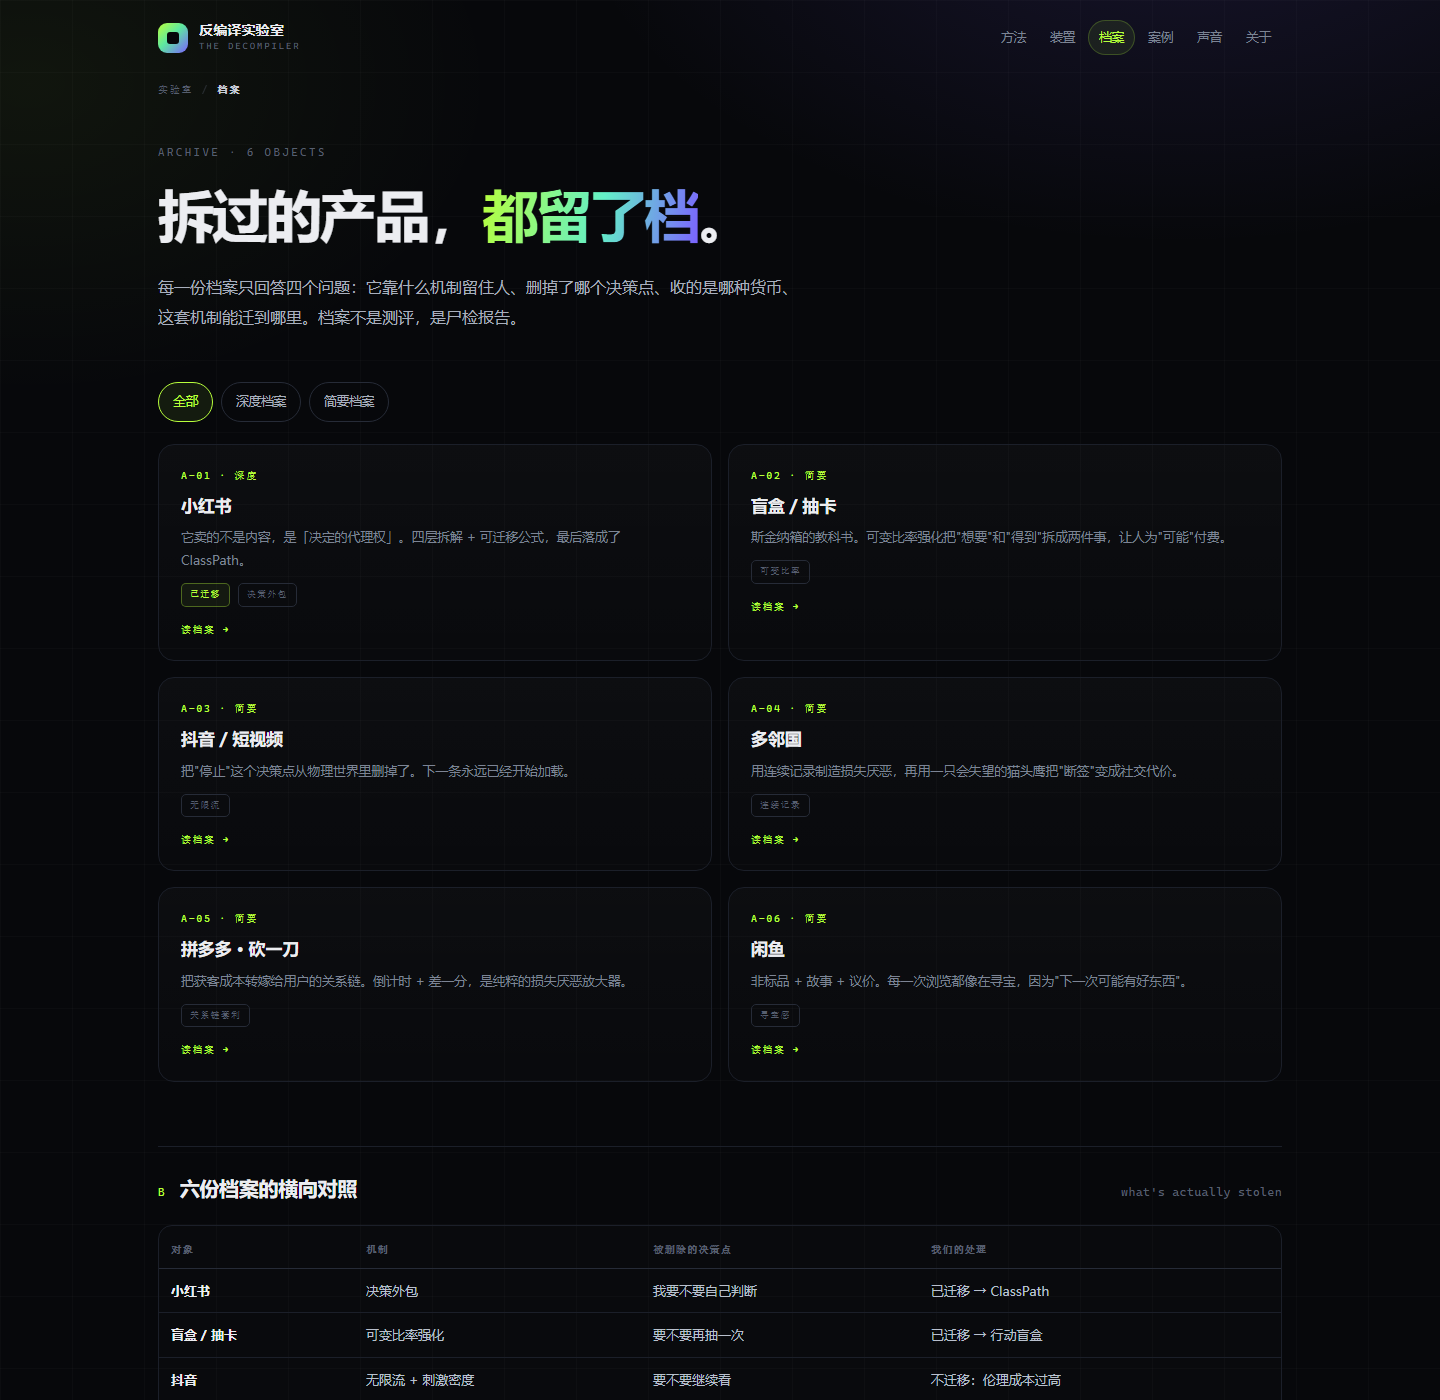 反编译实验室
THE DECOMPILER
方法 装置 档案 案例 声音 关于
实验室 / 档案
ARCHIVE · 6 OBJECTS
拆过的产品，都留了档。
每一份档案只回答四个问题：它靠什么机制留住人、删掉了哪个决策点、收的是哪种货币、
这套机制能迁到哪里。档案不是测评，是尸检报告。
全部 深度档案 简要档案
A-01 · 深度
小红书
它卖的不是内容，是「决定的代理权」。四层拆解 + 可迁移公式，最后落成了
ClassPath。
已迁移 决策外包
读档案 →
A-02 · 简要
盲盒 / 抽卡
斯金纳箱的教科书。可变比率强化把"想要"和"得到"拆成两件事，让人为"可能"付费。
可变比率
读档案 →
A-03 · 简要
抖音 / 短视频
把"停止"这个决策点从物理世界里删掉了。下一条永远已经开始加载。
无限流
读档案 →
A-04 · 简要
多邻国
用连续记录制造损失厌恶，再用一只会失望的猫头鹰把"断签"变成社交代价。
连续记录
读档案 →
A-05 · 简要
拼多多 · 砍一刀
把获客成本转嫁给用户的关系链。倒计时 + 差一分，是纯粹的损失厌恶放大器。
关系链套利
读档案 →
A-06 · 简要
闲鱼
非标品 + 故事 + 议价。每一次浏览都像在寻宝，因为"下一次可能有好东西"。
寻宝感
读档案 →
B 六份档案的横向对照 what's actually stolen
对象 机制 被删除的决策点 我们的处理
小红书 决策外包 我要不要自己判断 已迁移 → ClassPath
盲盒 / 抽卡 可变比率强化 要不要再抽一次 已迁移 → 行动盲盒
抖音 无限流 + 刺激密度 要不要继续看 不迁移：伦理成本过高